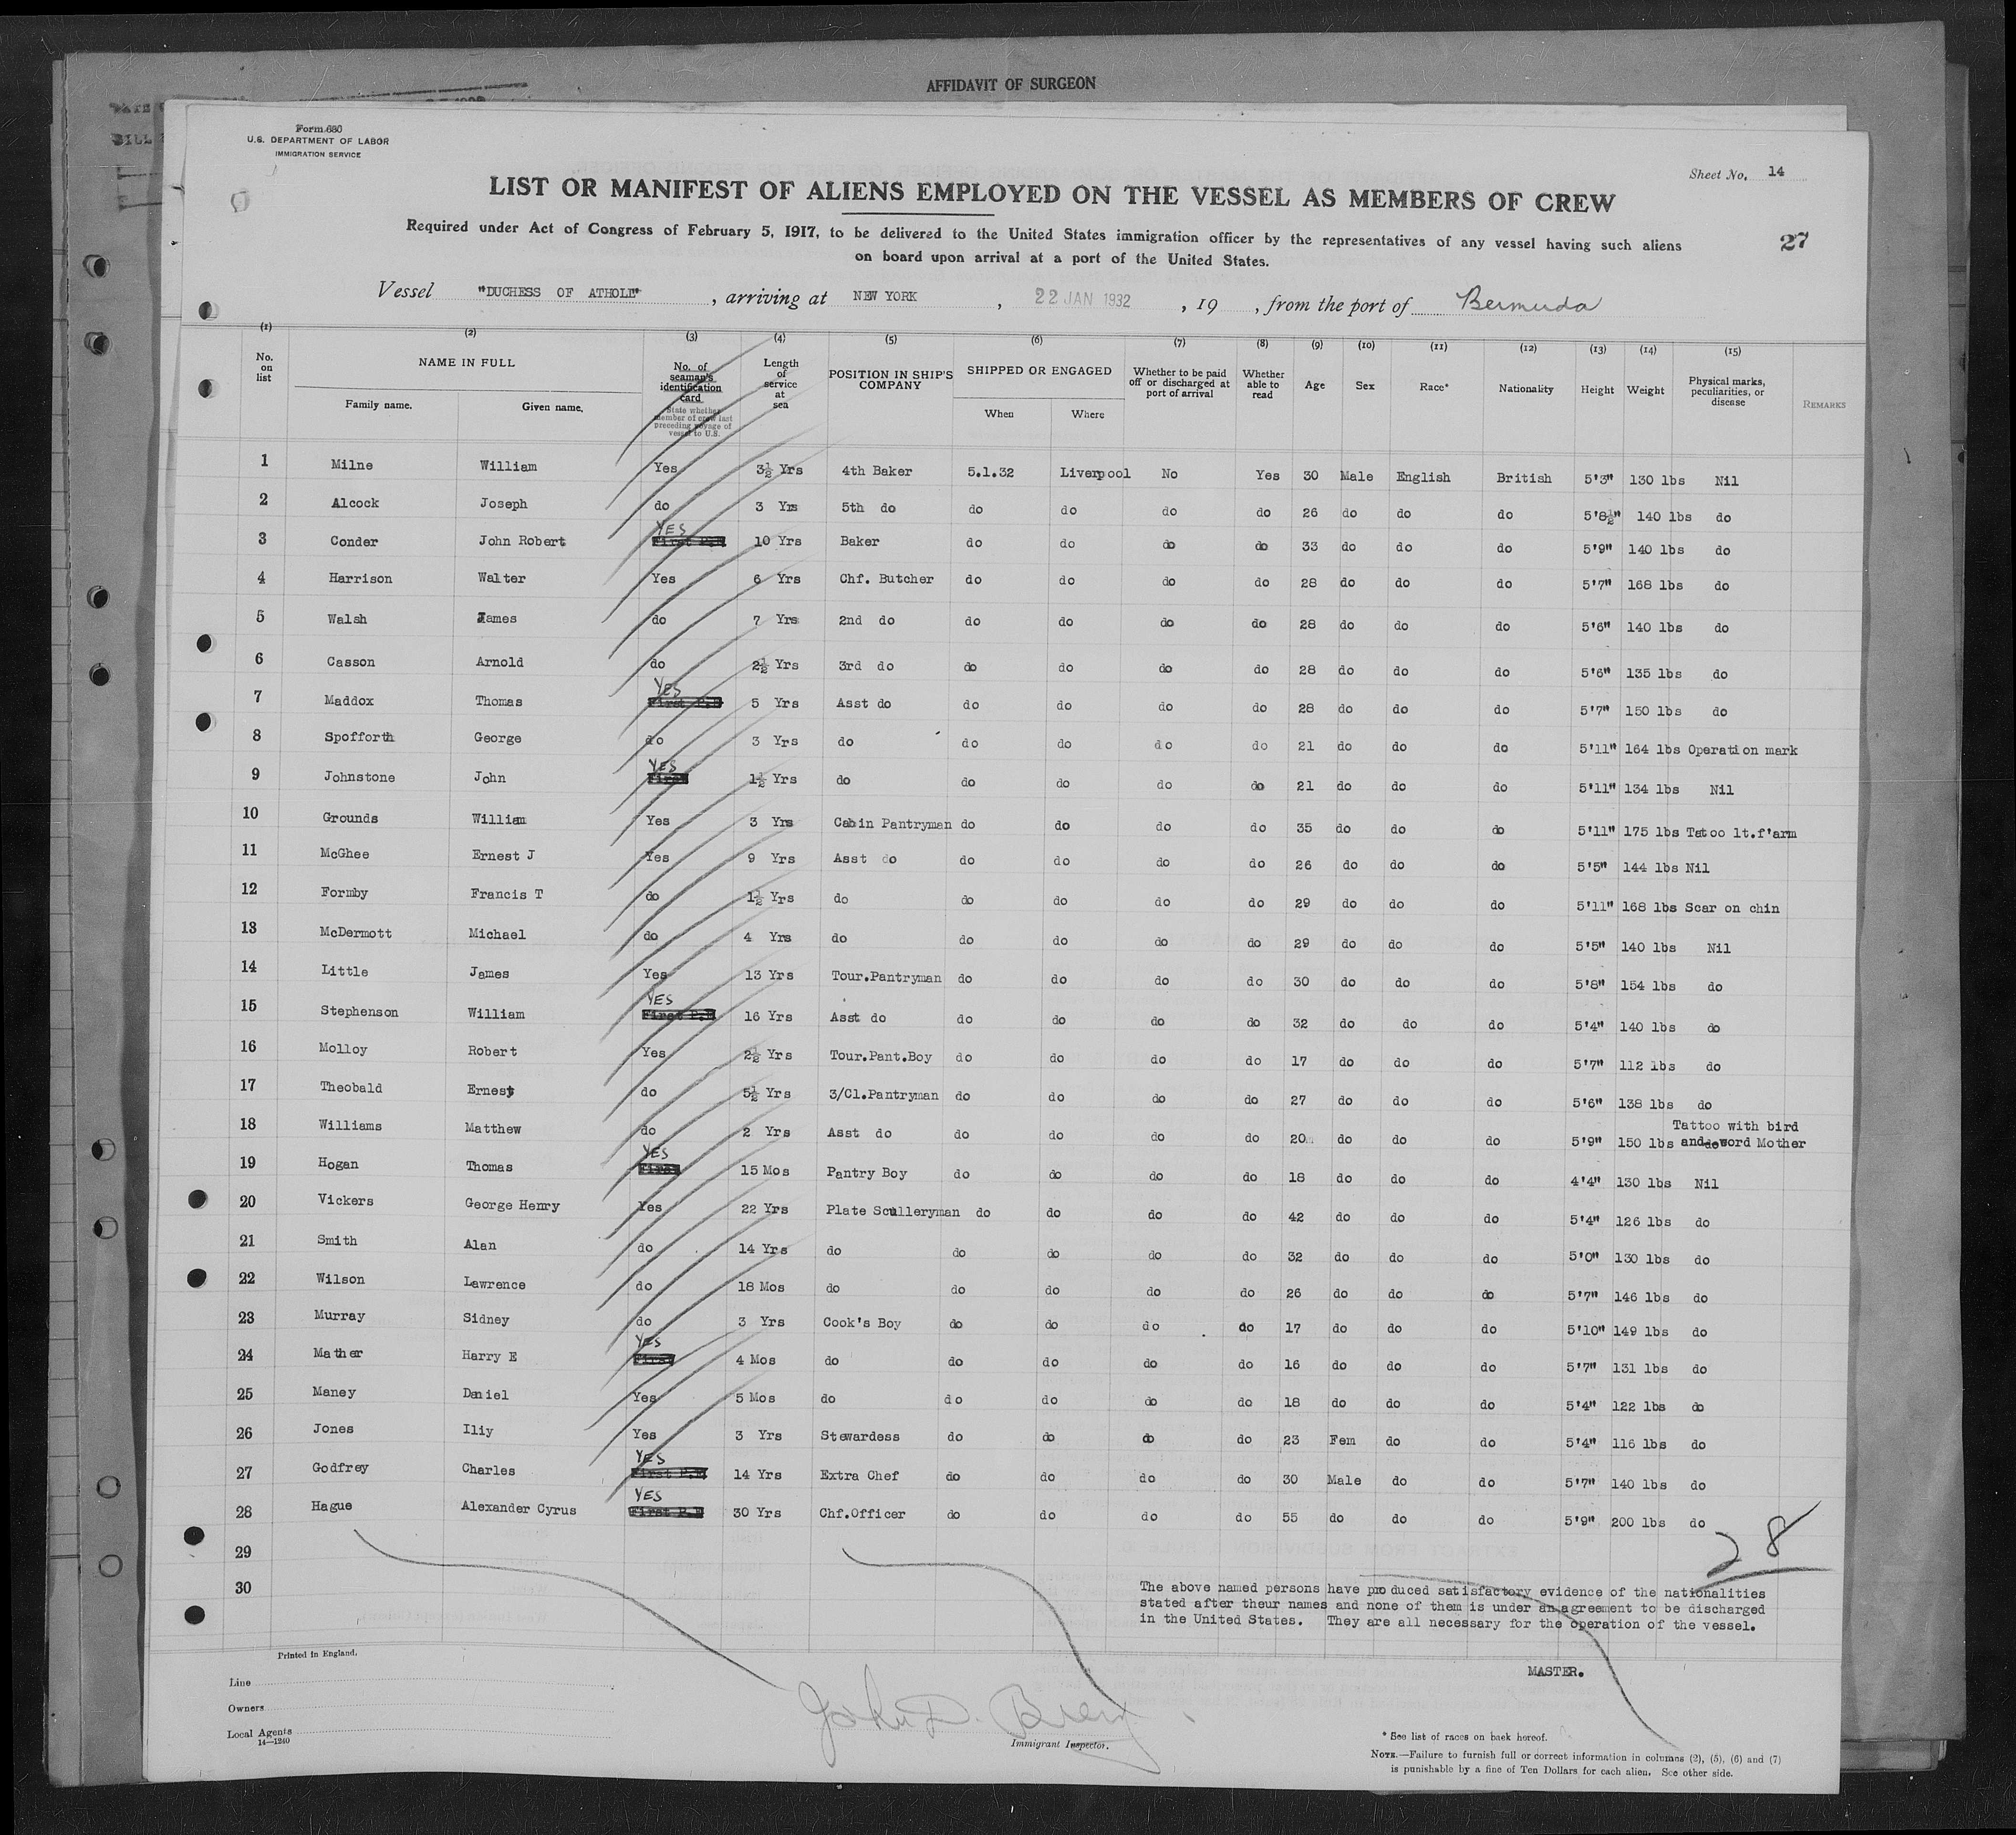 AFFIDAVIT OF SURGEON
Form 680
U.S. DEPARTMENT OF LABOR
IMMIGRATION SERVICE
Sheet No. 14
LIST OR MANIFEST OF ALIENS EMPLOYED ON THE VESSEL AS MEMBERS OF CREW
Required under Act of Congress of February 5, 1917, to be delivered to the United States immigration officer by the representatives of any vessel having such aliens
on board upon arrival at a port of the United States.
27
Vessel "DUCHESS OF ATHOLE", arriving at NEW YORK, 22 JAN 1932, 19 , from the port of Bermuda
(1) (2) (3) (4) (5) (6) (7) (8) (9) (10) (11) (12) (13) (14) (15)
No. on list NAME IN FULL Family name. Given name. No. of seaman's identification card State whether member of crew last preceding voyage of vessel to U.S. Length of service at sea POSITION IN SHIP'S COMPANY SHIPPED OR ENGAGED When Where Whether to be paid off or discharged at port of arrival Whether able to read Age Sex Race* Nationality Height Weight Physical marks, peculiarities, or disease REMARKS
1 Milne William Yes 3½ Yrs 4th Baker 5.1.32 Liverpool No Yes 30 Male English British 5'3" 130 lbs Nil
2 Alcock Joseph do 3 Yrs 5th do do do do do 26 do do do 5'8½" 140 lbs do
3 Conder John Robert YES First P.E 10 Yrs Baker do do do do 33 do do do 5'9" 140 lbs do
4 Harrison Walter Yes 6 Yrs Chf. Butcher do do do do 28 do do do 5'7" 168 lbs do
5 Walsh James do 7 Yrs 2nd do do do do do 28 do do do 5'6" 140 lbs do
6 Casson Arnold do 2½ Yrs 3rd do do do do do 28 do do do 5'6" 135 lbs do
7 Maddox Thomas YES First P.E 5 Yrs Asst do do do do do 28 do do do 5'7" 150 lbs do
8 Spofforth George do 3 Yrs do do do do do 21 do do do 5'11" 164 lbs Operation mark
9 Johnstone John YES First 1½ Yrs do do do do do 21 do do do 5'11" 134 lbs Nil
10 Grounds William Yes 3 Yrs Cabin Pantryman do do do do 35 do do do 5'11" 175 lbs Tatoo lt.f'arm
11 McGhee Ernest J Yes 9 Yrs Asst do do do do do 26 do do do 5'5" 144 lbs Nil
12 Formby Francis T do 1½ Yrs do do do do do 29 do do do 5'11" 168 lbs Scar on chin
13 McDermott Michael do 4 Yrs do do do do do 29 do do do 5'5" 140 lbs Nil
14 Little James Yes 13 Yrs Tour.Pantryman do do do do 30 do do do 5'8" 154 lbs do
15 Stephenson William YES First P.E 16 Yrs Asst do do do do do 32 do do do 5'4" 140 lbs do
16 Molloy Robert Yes 2½ Yrs Tour.Pant.Boy do do do do 17 do do do 5'7" 112 lbs do
17 Theobald Ernest do 5½ Yrs 3/Cl.Pantryman do do do do 27 do do do 5'6" 138 lbs do
18 Williams Matthew do 2 Yrs Asst do do do do do 20 do do do 5'9" 150 lbs Tattoo with bird and word Mother
19 Hogan Thomas YES First 15 Mos Pantry Boy do do do do 18 do do do 4'4" 130 lbs Nil
20 Vickers George Henry Yes 22 Yrs Plate Sculleryman do do do do 42 do do do 5'4" 126 lbs do
21 Smith Alan do 14 Yrs do do do do do 32 do do do 5'0" 130 lbs do
22 Wilson Lawrence do 18 Mos do do do do do 26 do do do 5'7" 146 lbs do
23 Murray Sidney do 3 Yrs Cook's Boy do do do do 17 do do do 5'10" 149 lbs do
24 Mather Harry E YES First 4 Mos do do do do do 16 do do do 5'7" 131 lbs do
25 Maney Daniel Yes 5 Mos do do do do do 18 do do do 5'4" 122 lbs do
26 Jones Iliy Yes 3 Yrs Stewardess do do do do 23 Fem do do 5'4" 116 lbs do
27 Godfrey Charles YES First P.E 14 Yrs Extra Chef do do do do 30 Male do do 5'7" 140 lbs do
28 Hague Alexander Cyrus YES First P.E 30 Yrs Chf.Officer do do do do 55 do do do 5'9" 200 lbs do
28
29
30
The above named persons have produced satisfactory evidence of the nationalities
stated after theur names and none of them is under an agreement to be discharged
in the United States. They are all necessary for the operation of the vessel.
Printed in England.
MASTER.
Line
Owners
Local Agents
14—1240
John D.
Immigrant Inspector.
* See list of races on back hereof.
NOTE.—Failure to furnish full or correct information in columns (2), (5), (6) and (7)
is punishable by a fine of Ten Dollars for each alien. See other side.